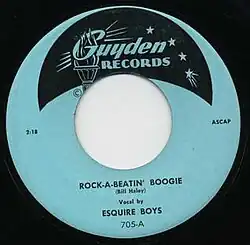 Guyden
RECORDS
©
2:18
ASCAP
ROCK-A-BEATIN' BOOGIE
(Bill Haley)
Vocal by
ESQUIRE BOYS
705-A